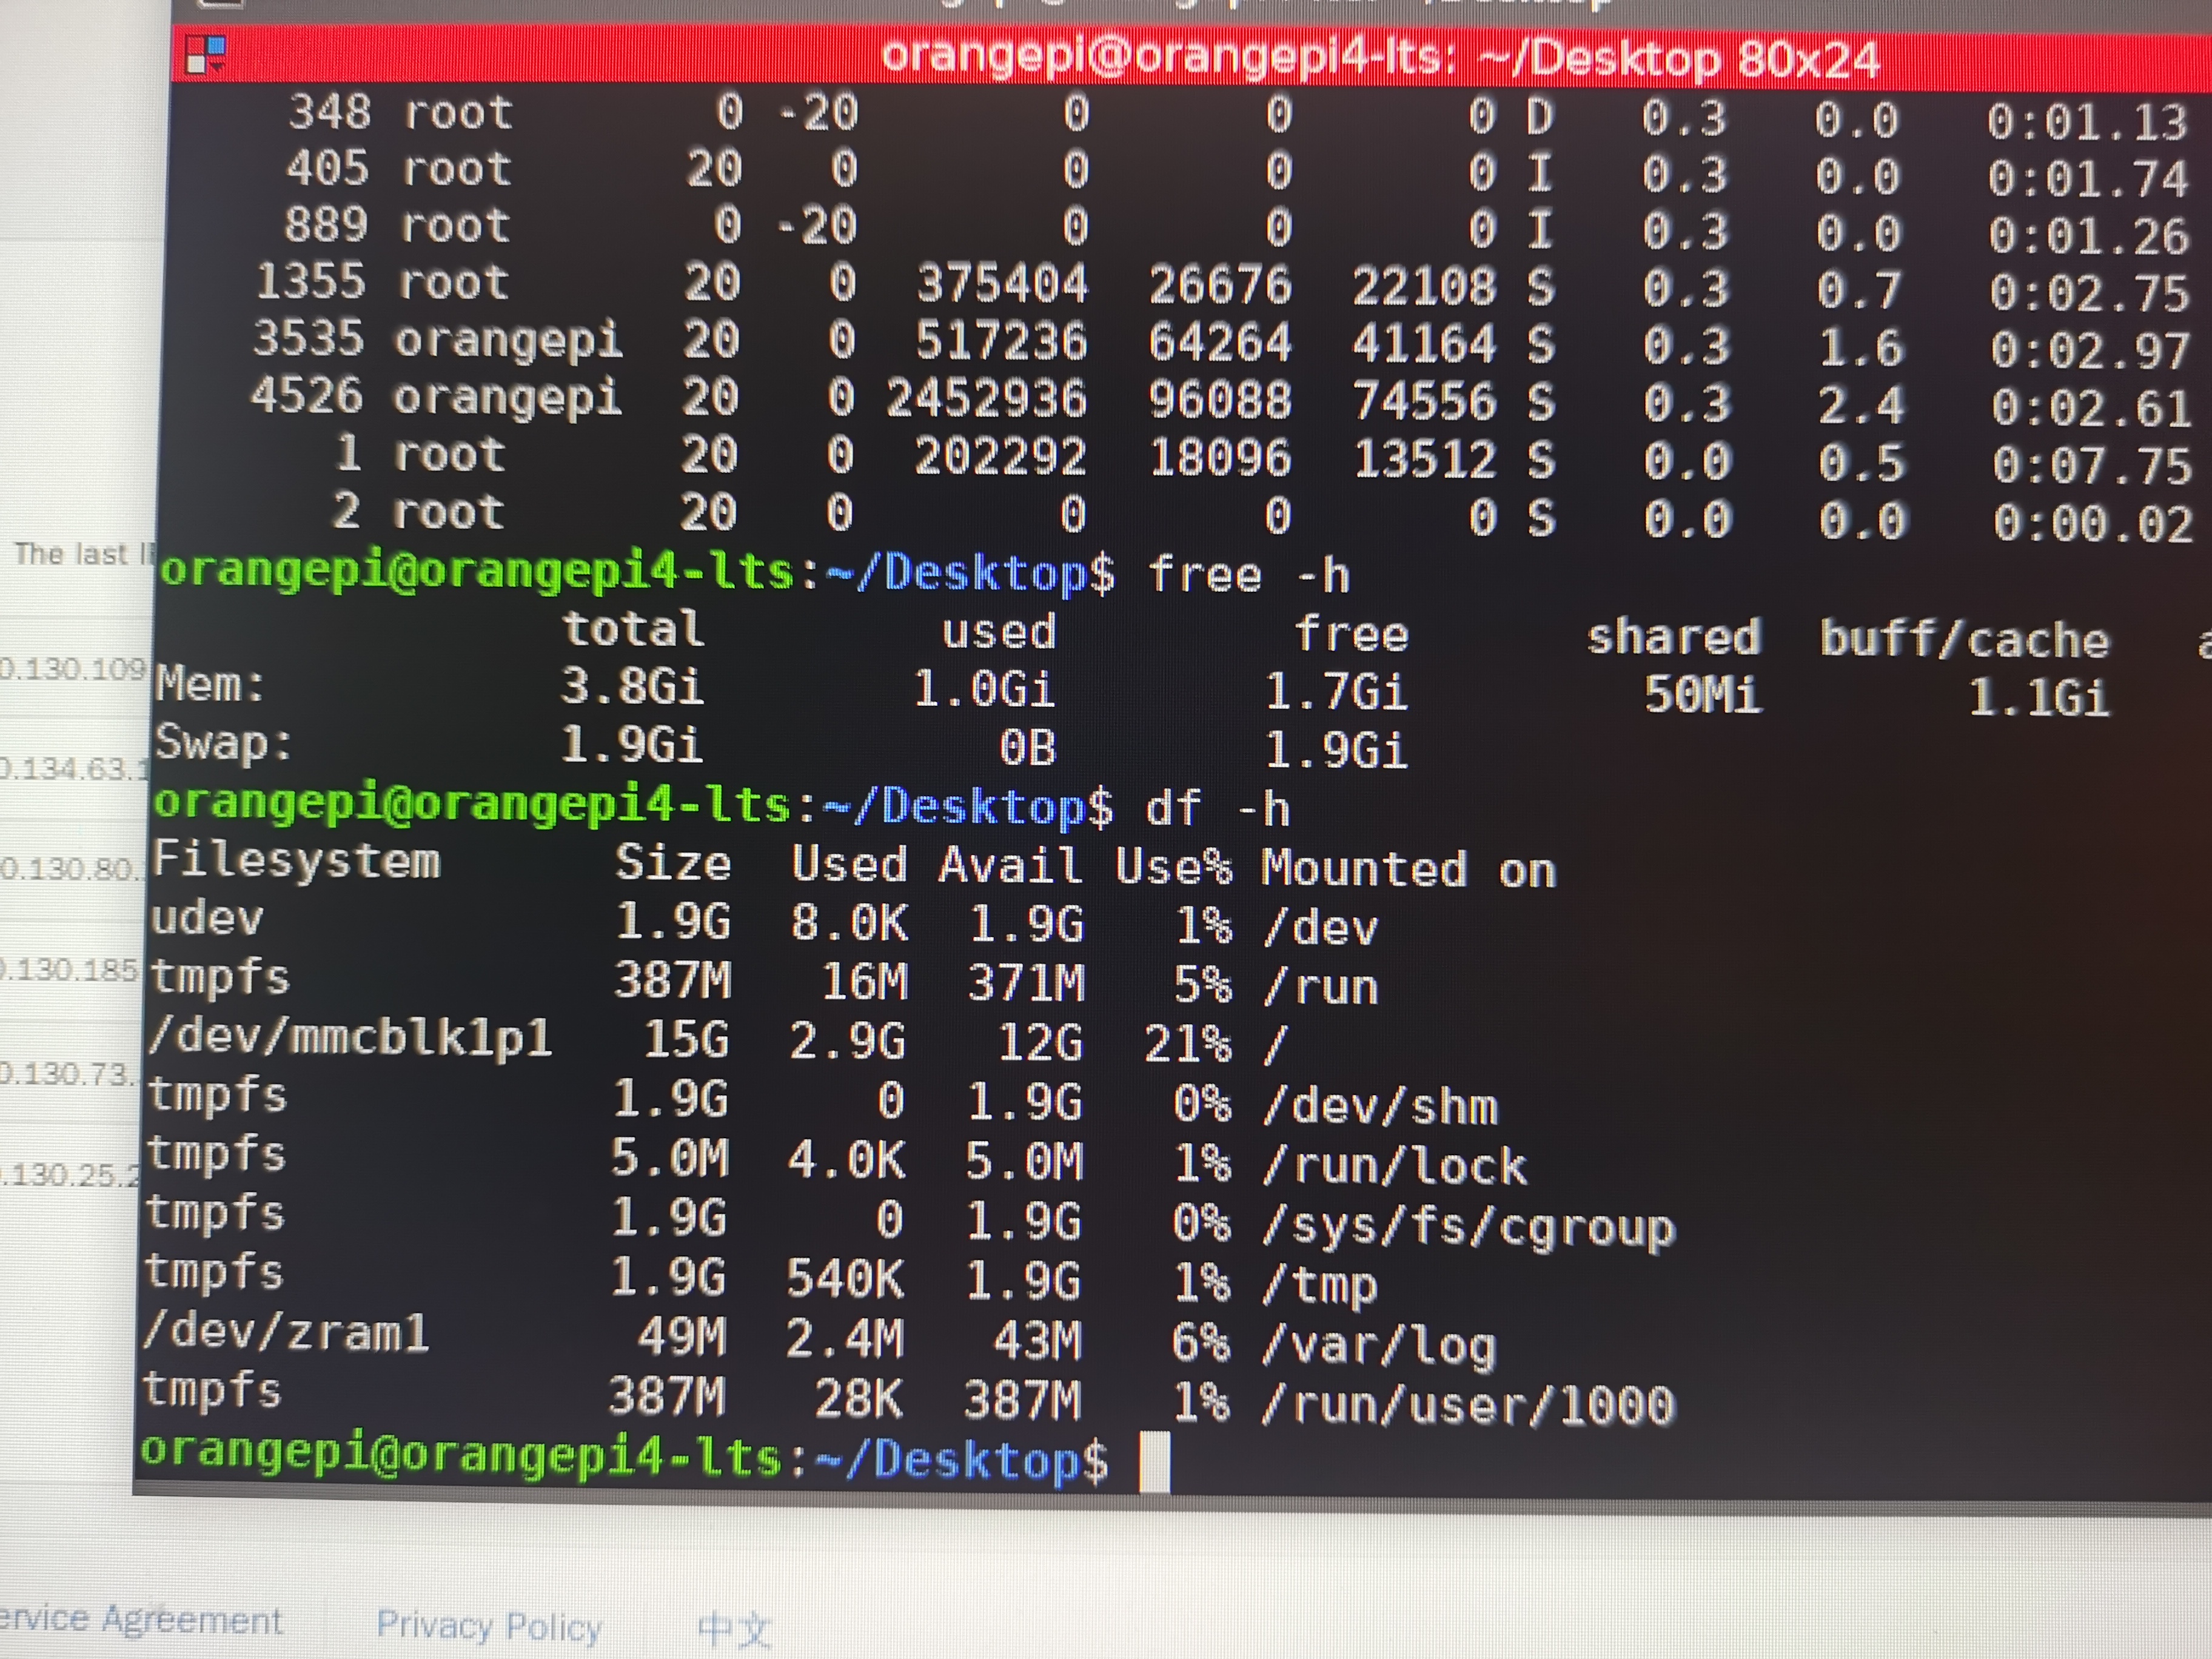 orangepi@orangepi4-lts: ~/Desktop 80x24
348 root 0 -20 0 0 0 D 0.3 0.0 0:01.13
405 root 20 0 0 0 0 I 0.3 0.0 0:01.74
889 root 0 -20 0 0 0 I 0.3 0.0 0:01.26
1355 root 20 0 375404 26676 22108 S 0.3 0.7 0:02.75
3535 orangepi 20 0 517236 64264 41164 S 0.3 1.6 0:02.97
4526 orangepi 20 0 2452936 96088 74556 S 0.3 2.4 0:02.61
1 root 20 0 202292 18096 13512 S 0.0 0.5 0:07.75
2 root 20 0 0 0 0 S 0.0 0.0 0:00.02
orangepi@orangepi4-lts:~/Desktop$ free -h
total used free shared buff/cache
Mem: 3.8Gi 1.0Gi 1.7Gi 50Mi 1.1Gi
Swap: 1.9Gi 0B 1.9Gi
orangepi@orangepi4-lts:~/Desktop$ df -h
Filesystem Size Used Avail Use% Mounted on
udev 1.9G 8.0K 1.9G 1% /dev
tmpfs 387M 16M 371M 5% /run
/dev/mmcblk1p1 15G 2.9G 12G 21% /
tmpfs 1.9G 0 1.9G 0% /dev/shm
tmpfs 5.0M 4.0K 5.0M 1% /run/lock
tmpfs 1.9G 0 1.9G 0% /sys/fs/cgroup
tmpfs 1.9G 540K 1.9G 1% /tmp
/dev/zram1 49M 2.4M 43M 6% /var/log
tmpfs 387M 28K 387M 1% /run/user/1000
orangepi@orangepi4-lts:~/Desktop$
The last
0.130.109
0.134.63.1
0.130.80.
0.130.185
0.130.73.
.130.25.2
Agreement
Privacy Policy
中文